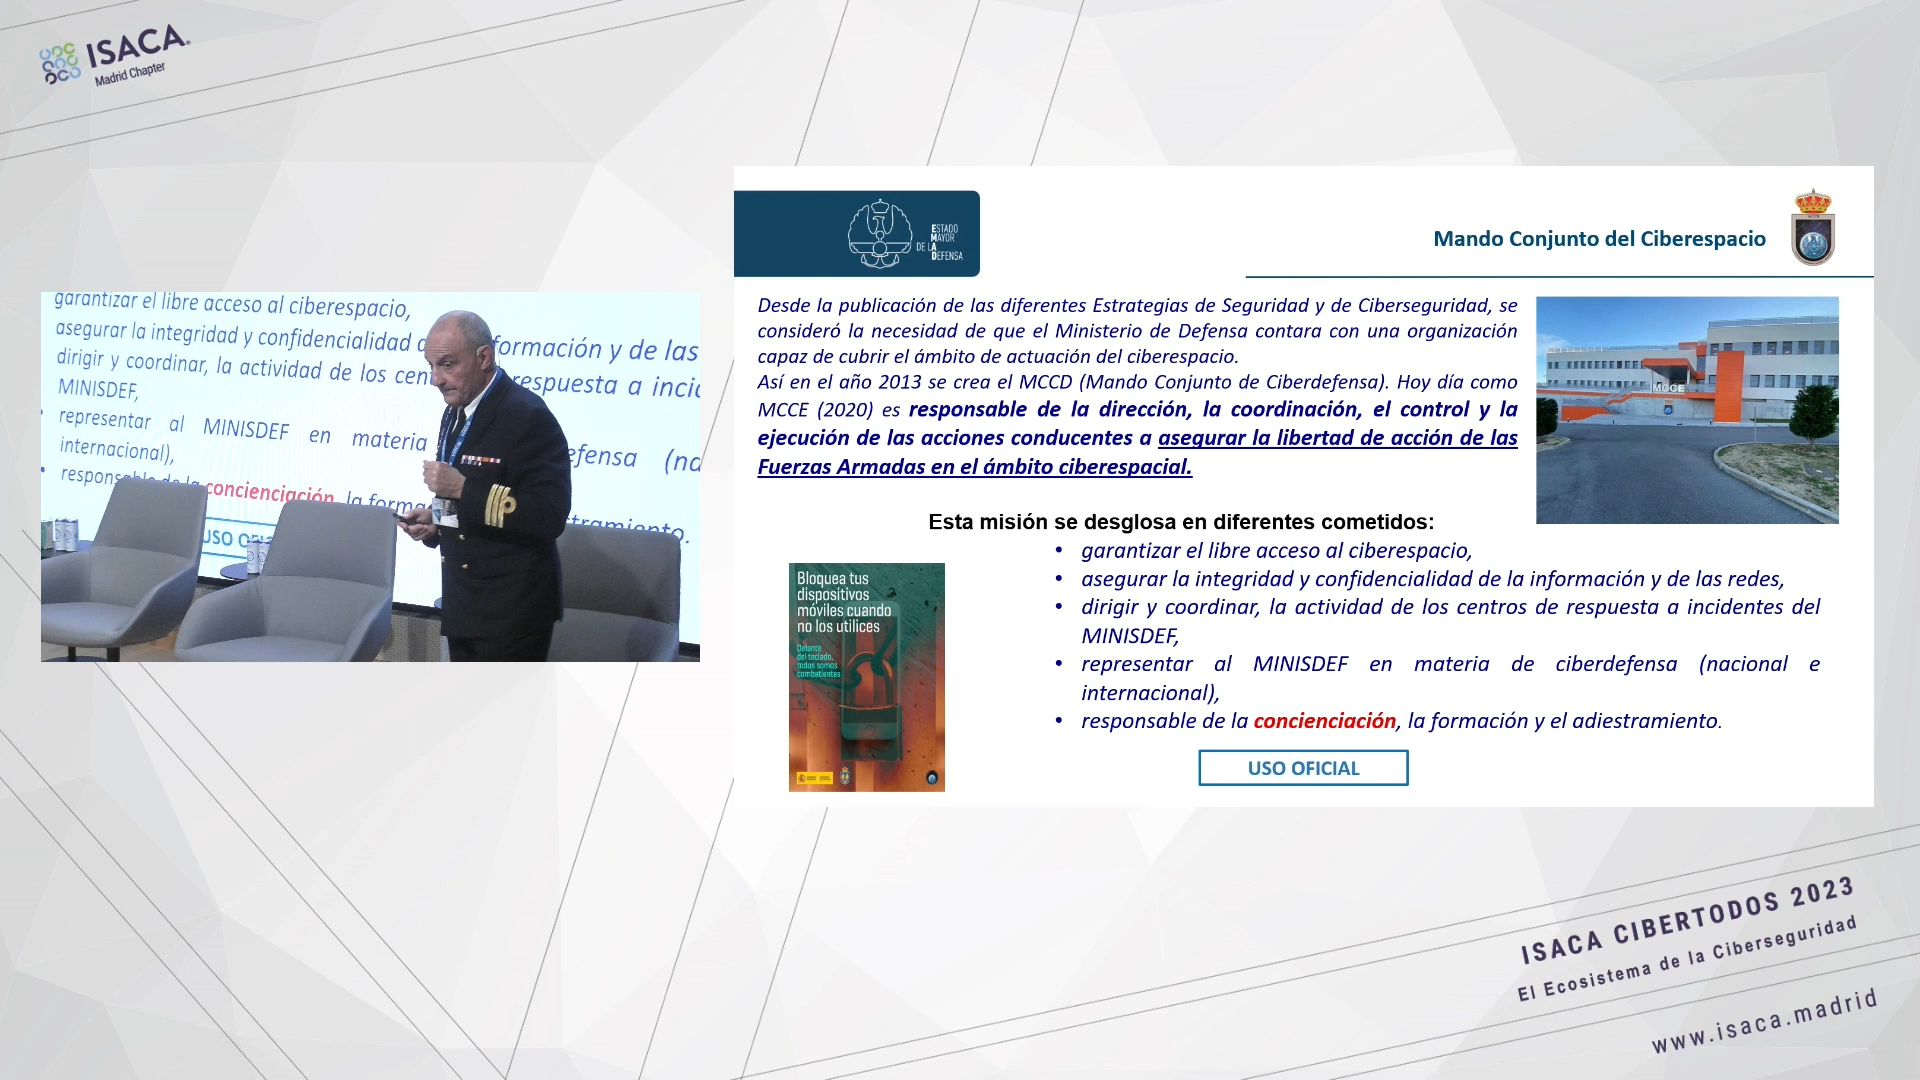 ISACA
Madrid Chapter
garantizar el libre acceso al ciberespacio,
asegurar la integridad y confidencialidad
formación y de las
dirigir y coordinar, la actividad de los
respuesta a
MINISDEF,
representar al MINISDEF en materia
internacional),
concienciación
ESTADO
MAYOR
DE LA
DEFENSA
Mando Conjunto del Ciberespacio
Desde la publicación de las diferentes Estrategias de Seguridad y de Ciberseguridad, se
consideró la necesidad de que el Ministerio de Defensa contara con una organización
capaz de cubrir el ámbito de actuación del ciberespacio.
Así en el año 2013 se crea el MCCD (Mando Conjunto de Ciberdefensa). Hoy día como
MCCE (2020) es responsable de la dirección, la coordinación, el control y la
ejecución de las acciones conducentes a asegurar la libertad de acción de las
Fuerzas Armadas en el ámbito ciberespacial.
MCCE
Esta misión se desglosa en diferentes cometidos:
• garantizar el libre acceso al ciberespacio,
• asegurar la integridad y confidencialidad de la información y de las redes,
• dirigir y coordinar, la actividad de los centros de respuesta a incidentes del
MINISDEF,
• representar al MINISDEF en materia de ciberdefensa (nacional e
internacional),
• responsable de la concienciación, la formación y el adiestramiento.
Bloquea tus
dispositivos
móviles cuando
no los utilices
Delante
del teclado,
todos somos
combatientes
USO OFICIAL
ISACA CIBERTODOS 2023
El Ecosistema de la Ciberseguridad
www.isaca.madrid